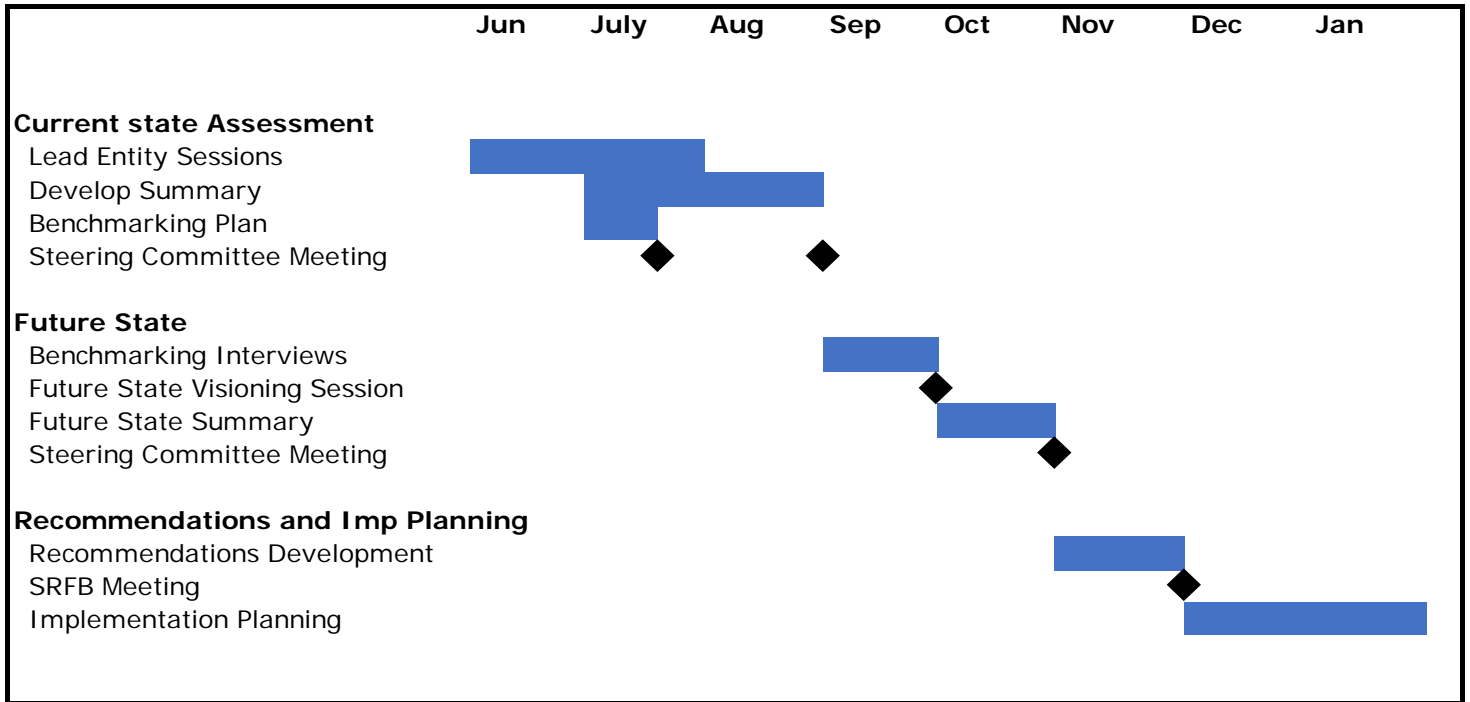 Jun July Aug Sep Oct Nov Dec Jan
Current state Assessment
Lead Entity Sessions
Develop Summary
Benchmarking Plan
Steering Committee Meeting
Future State
Benchmarking Interviews
Future State Visioning Session
Future State Summary
Steering Committee Meeting
Recommendations and Imp Planning
Recommendations Development
SRFB Meeting
Implementation Planning